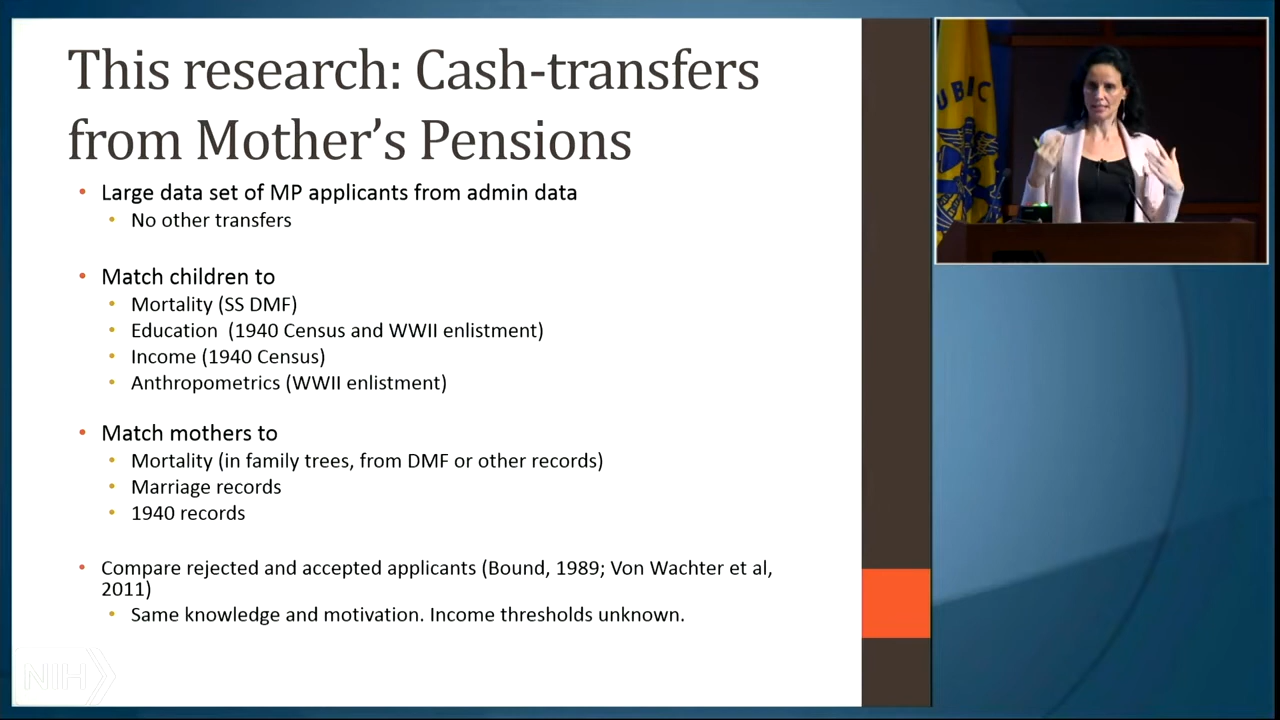 This research: Cash-transfers
from Mother's Pensions
• Large data set of MP applicants from admin data
• No other transfers
• Match children to
• Mortality (SS DMF)
• Education (1940 Census and WWII enlistment)
• Income (1940 Census)
• Anthropometrics (WWII enlistment)
• Match mothers to
• Mortality (in family trees, from DMF or other records)
• Marriage records
• 1940 records
• Compare rejected and accepted applicants (Bound, 1989; Von Wachter et al,
2011)
• Same knowledge and motivation. Income thresholds unknown.
NIH
UBIC